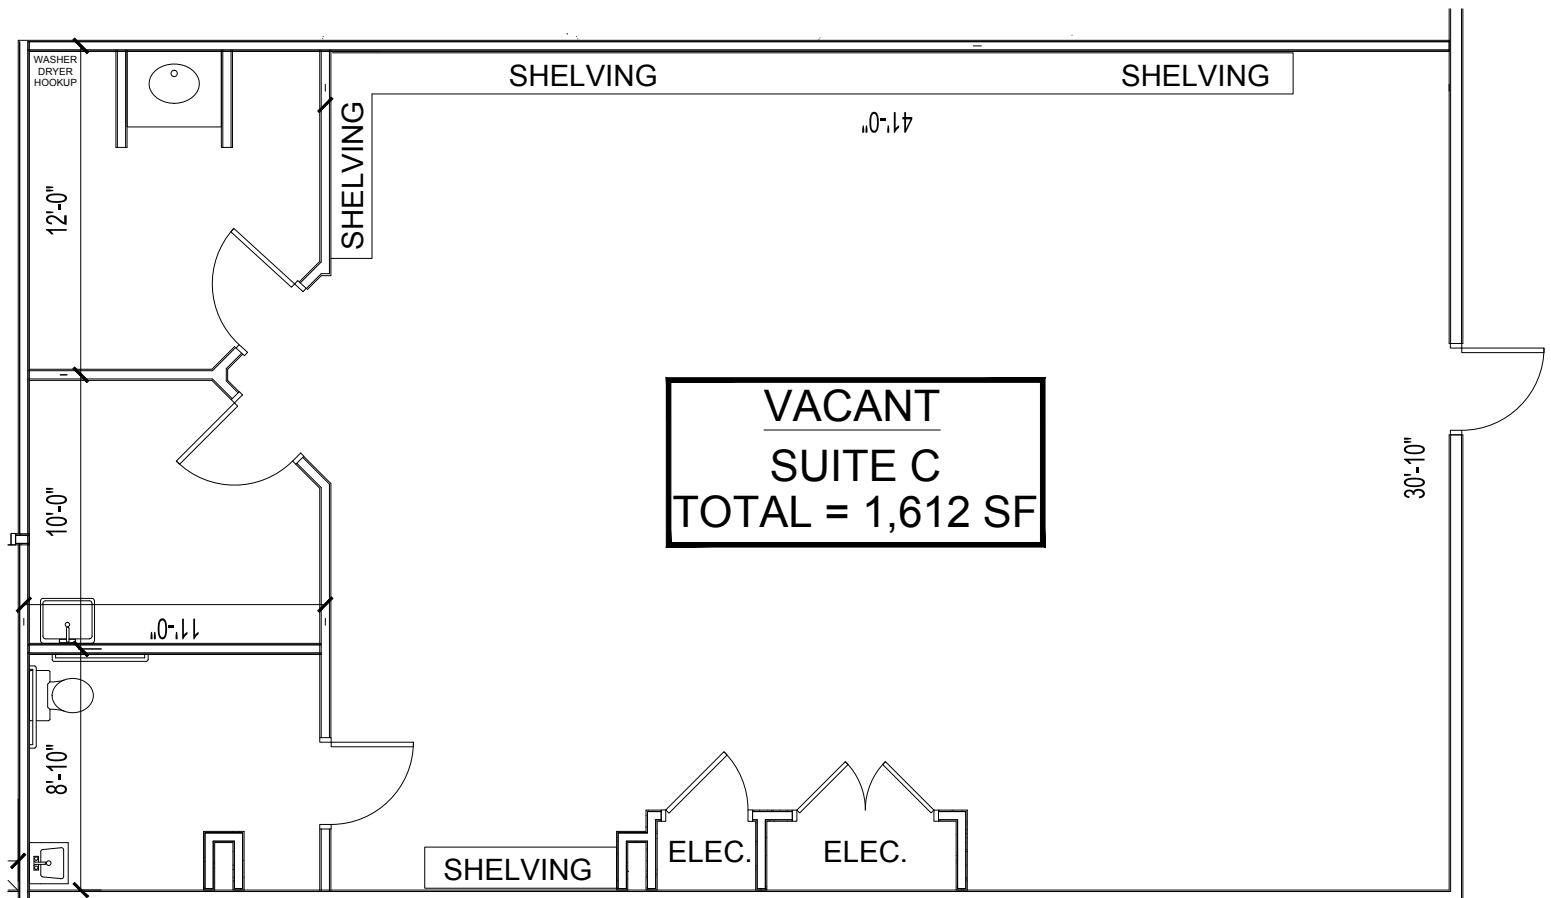 WASHER
DRYER
HOOKUP
SHELVING
SHELVING
SHELVING
41'-0"
12'-0"
VACANT
SUITE C
TOTAL = 1,612 SF
30'-10"
10'-0"
11'-0"
8'-10"
SHELVING
ELEC.
ELEC.